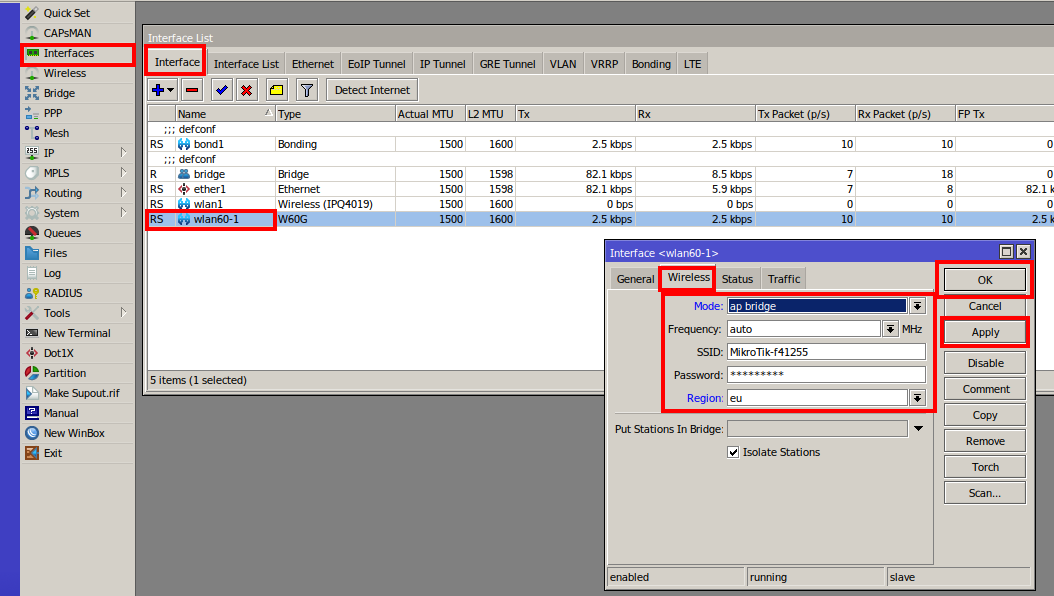 Quick Set
CAPsMAN
Interfaces
Wireless
Bridge
PPP
Mesh
IP
MPLS
Routing
System
Queues
Files
Log
RADIUS
Tools
New Terminal
Dot1X
Partition
Make Supout.rif
Manual
New WinBox
Exit
Interface List
Interface Interface List Ethernet EoIP Tunnel IP Tunnel GRE Tunnel VLAN VRRP Bonding LTE
Detect Internet
Name Type Actual MTU L2 MTU Tx Rx Tx Packet (p/s) Rx Packet (p/s) FP Tx
;;; defconf
RS bond1 Bonding 1500 1600 2.5 kbps 2.5 kbps 10 10 0
;;; defconf
R bridge Bridge 1500 1598 82.1 kbps 8.5 kbps 7 18 0
RS ether1 Ethernet 1500 1598 82.1 kbps 5.9 kbps 7 8 82.1 k
RS wlan1 Wireless (IPQ4019) 1500 1600 0 bps 0 bps 0 0 0
RS wlan60-1 W60G 1500 1600 2.5 kbps 2.5 kbps 10 10 2.5 k
5 items (1 selected)
Interface <wlan60-1>
General Wireless Status Traffic
Mode: ap bridge
Frequency: auto MHz
SSID: MikroTik-f41255
Password: *********
Region: eu
Put Stations In Bridge:
Isolate Stations
OK
Cancel
Apply
Disable
Comment
Copy
Remove
Torch
Scan...
enabled running slave